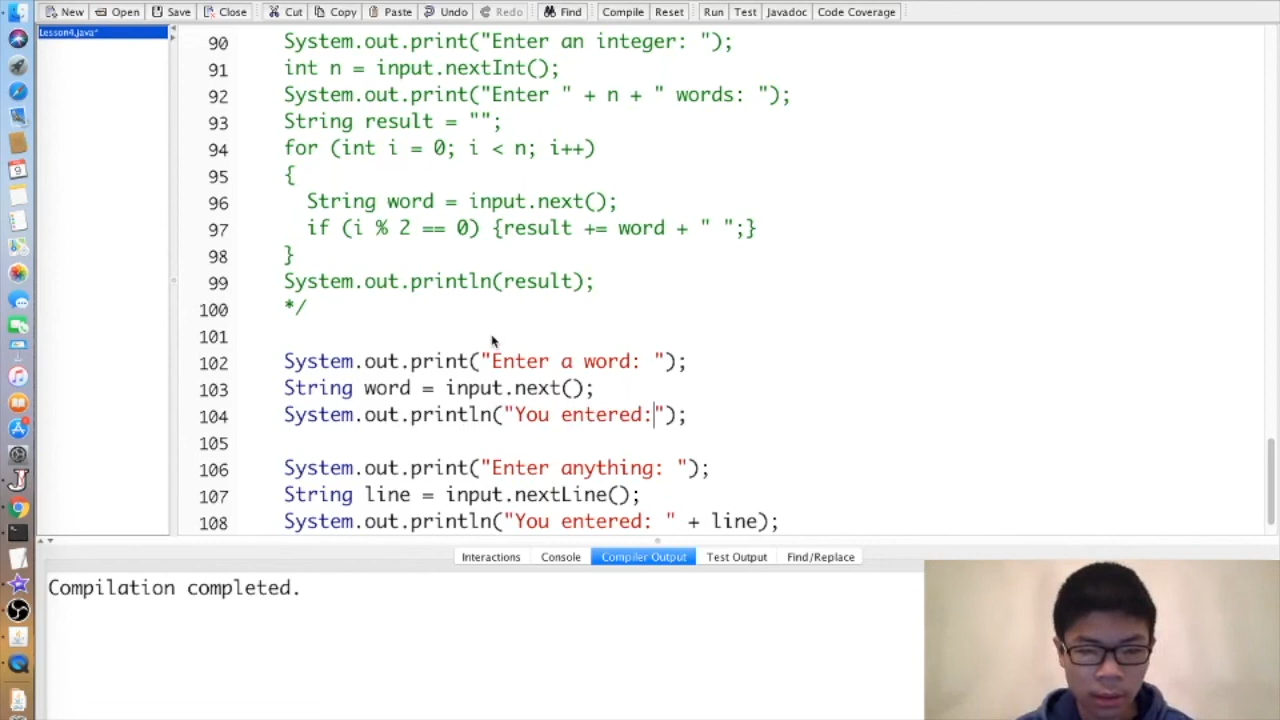 New Open Save Close Cut Copy Paste Undo Redo Find Compile Reset Run Test Javadoc Code Coverage
Lesson4.java*
90 System.out.print("Enter an integer: ");
91 int n = input.nextInt();
92 System.out.print("Enter " + n + " words: ");
93 String result = "";
94 for (int i = 0; i < n; i++)
95 {
96 String word = input.next();
97 if (i % 2 == 0) {result += word + " ";}
98 }
99 System.out.println(result);
100 */
101
102 System.out.print("Enter a word: ");
103 String word = input.next();
104 System.out.println("You entered:");
105
106 System.out.print("Enter anything: ");
107 String line = input.nextLine();
108 System.out.println("You entered: " + line);
Interactions Console Compiler Output Test Output Find/Replace
Compilation completed.
9